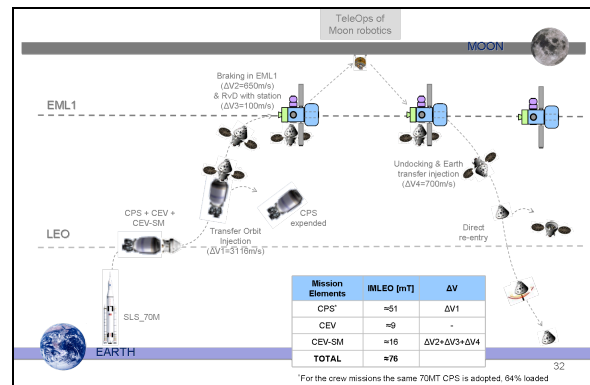 TeleOps of
Moon robotics
MOON
Braking in EML1
(ΔV2=650m/s)
& RvD with station
(ΔV3=100m/s)
EML1
Undocking & Earth
transfer injection
(ΔV4=700m/s)
CPS + CEV +
CEV-SM
CPS
expended
Transfer Orbit
Injection
(ΔV1=3116m/s)
Direct
re-entry
LEO
SLS_70M
Mission
Elements
IMLEO [mT]
ΔV
CPS*
≈51
ΔV1
CEV
≈9
-
CEV-SM
≈16
ΔV2+ΔV3+ΔV4
TOTAL
≈76
EARTH
32
*For the crew missions the same 70MT CPS is adopted, 64% loaded